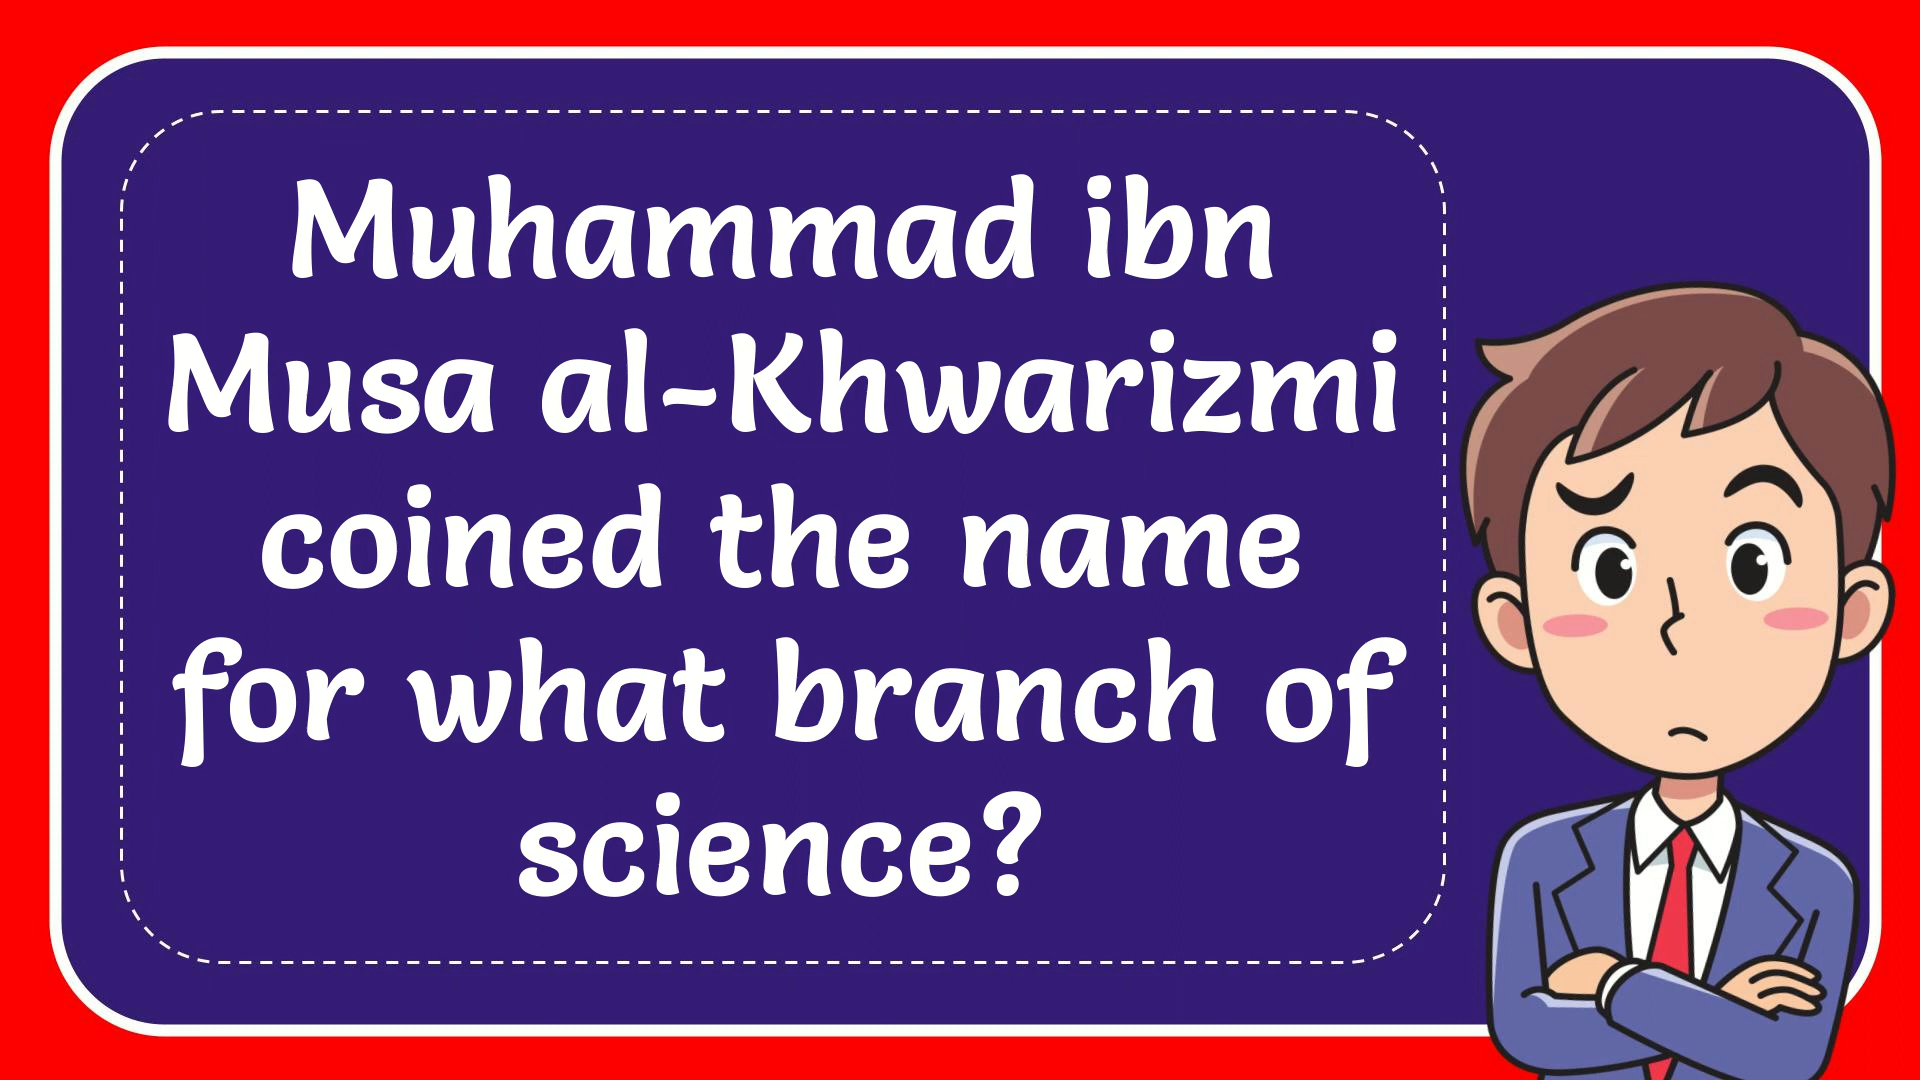 Muhammad ibn
Musa al-Khwarizmi
coined the name
for what branch of
science?